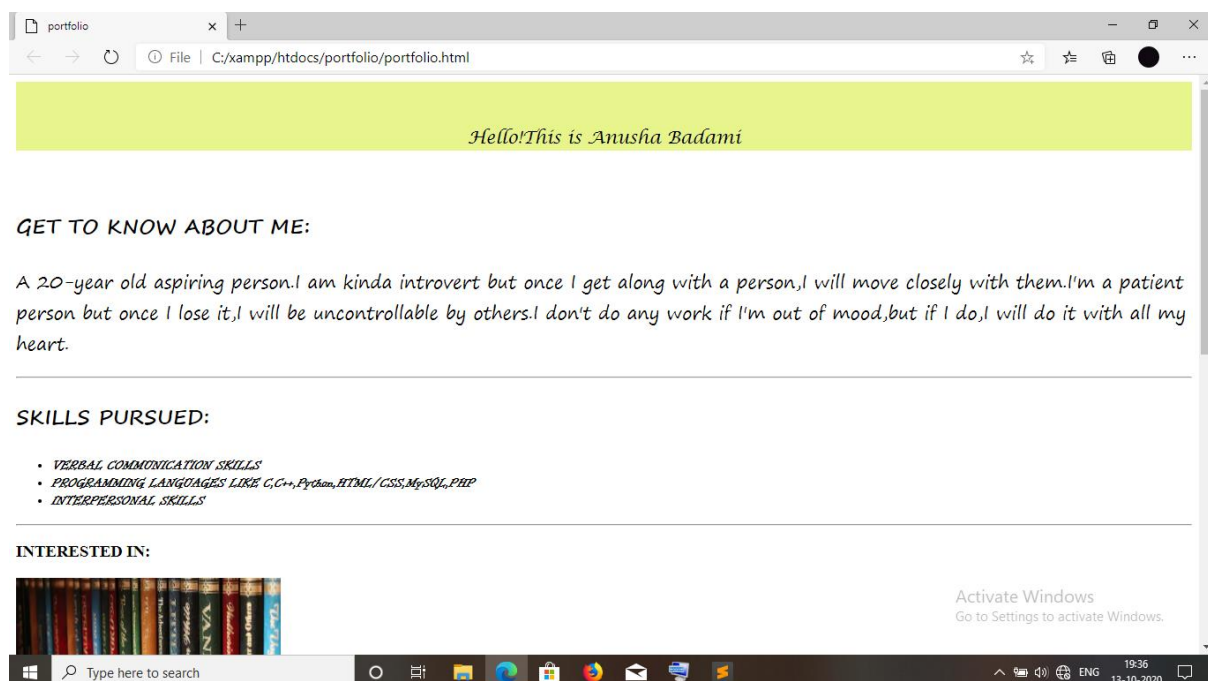 portfolio
File
C:/xampp/htdocs/portfolio/portfolio.html
Hello!This is Anusha Badami
GET TO KNOW ABOUT ME:
A 20-year old aspiring person.I am kinda introvert but once I get along with a person,I will move closely with them.I'm a patient
person but once I lose it,I will be uncontrollable by others.I don't do any work if I'm out of mood,but if I do,I will do it with all my
heart.
SKILLS PURSUED:
• VERBAL COMMUNICATION SKILLS
• PROGRAMMING LANGUAGES LIKE C,C++,Python,HTML/CSS,MySQL,PHP
• INTERPERSONAL SKILLS
INTERESTED IN:
VAN
Activate Windows
Go to Settings to activate Windows.
Type here to search
ENG
19:36
13-10-2020